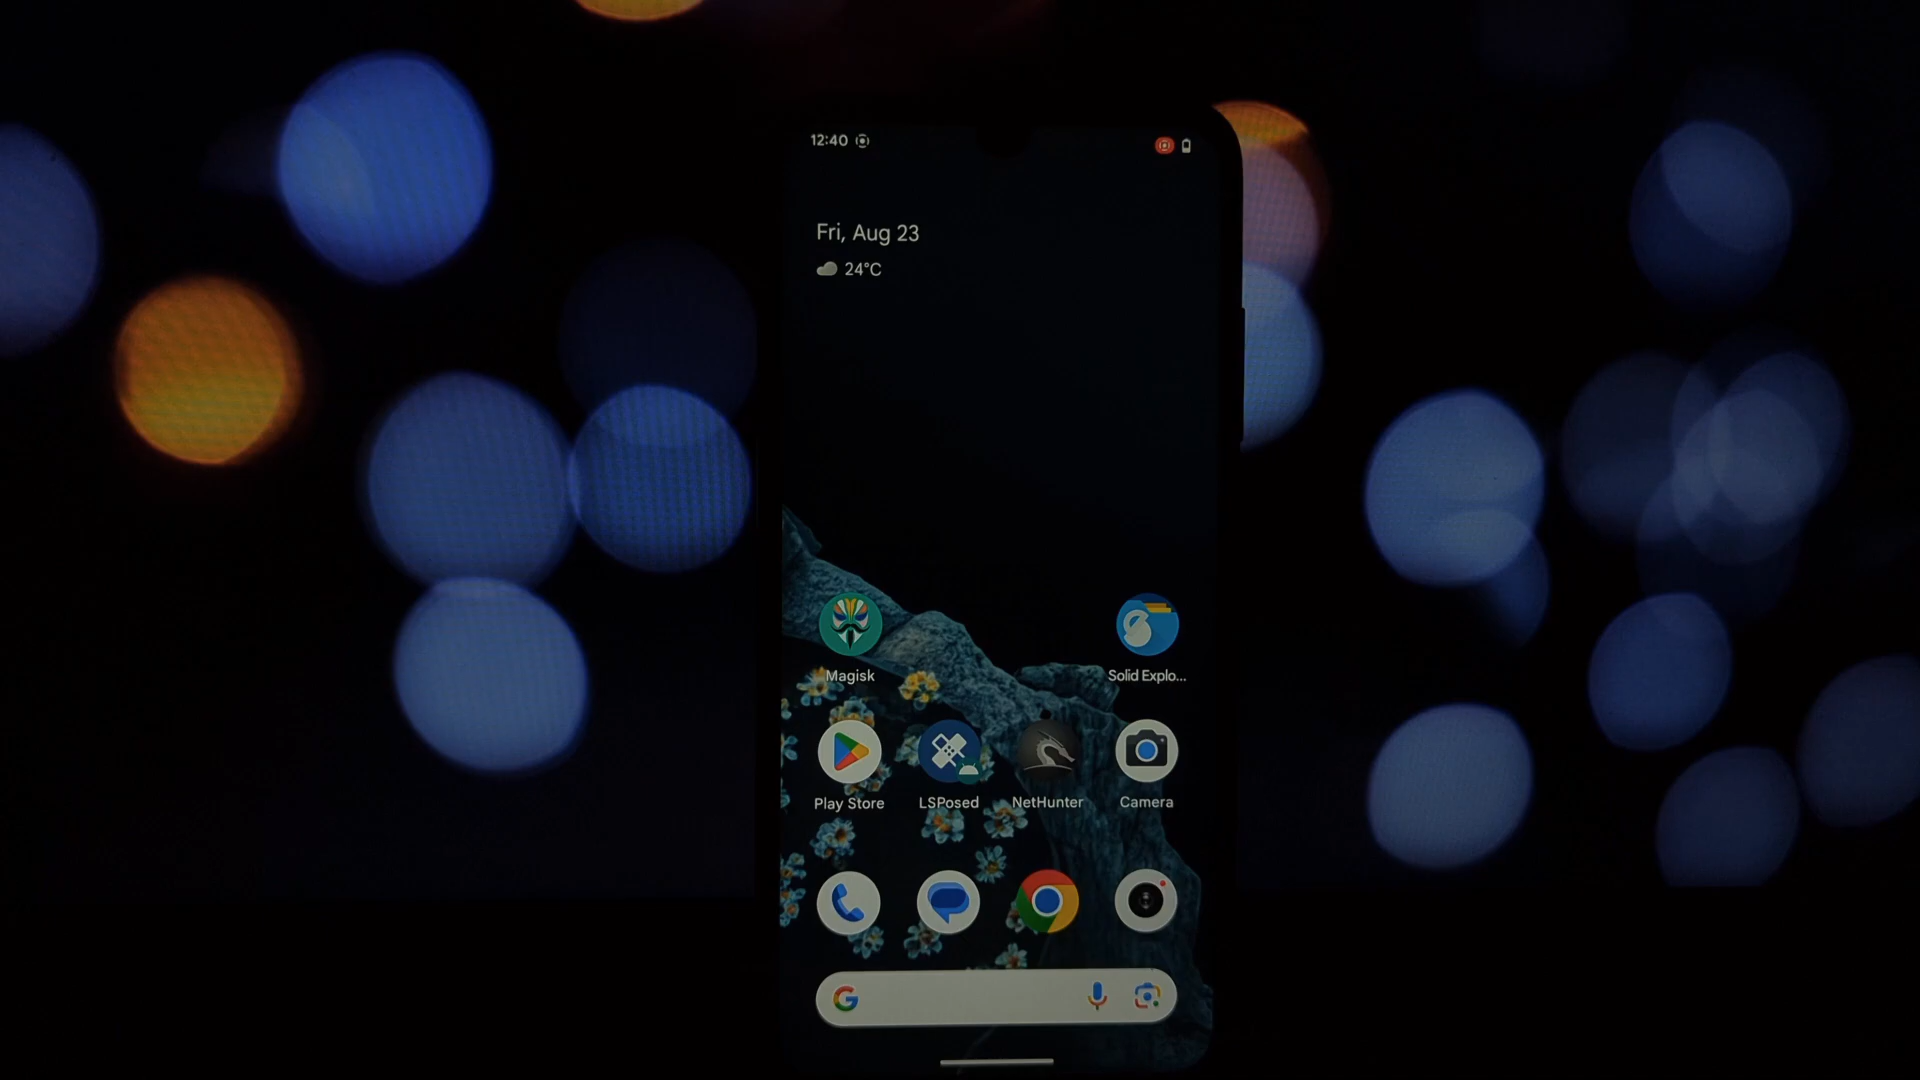 12:40
Fri, Aug 23
24°C
Magisk
Solid Explo...
Play Store
LSPosed
NetHunter
Camera